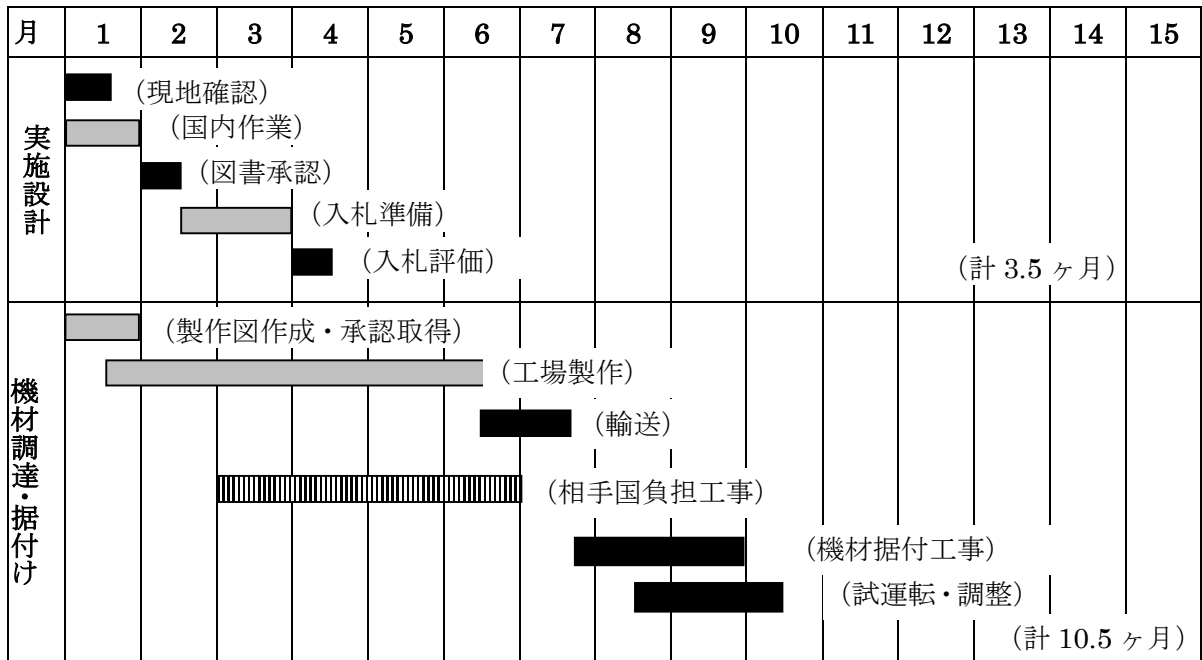 月 1 2 3 4 5 6 7 8 9 10 11 12 13 14 15
実施設計
（現地確認）
（国内作業）
（図書承認）
（入札準備）
（入札評価）
（計 3.5 ヶ月）
機材調達・据付け
（製作図作成・承認取得）
（工場製作）
（輸送）
（相手国負担工事）
（機材据付工事）
（試運転・調整）
（計 10.5 ヶ月）